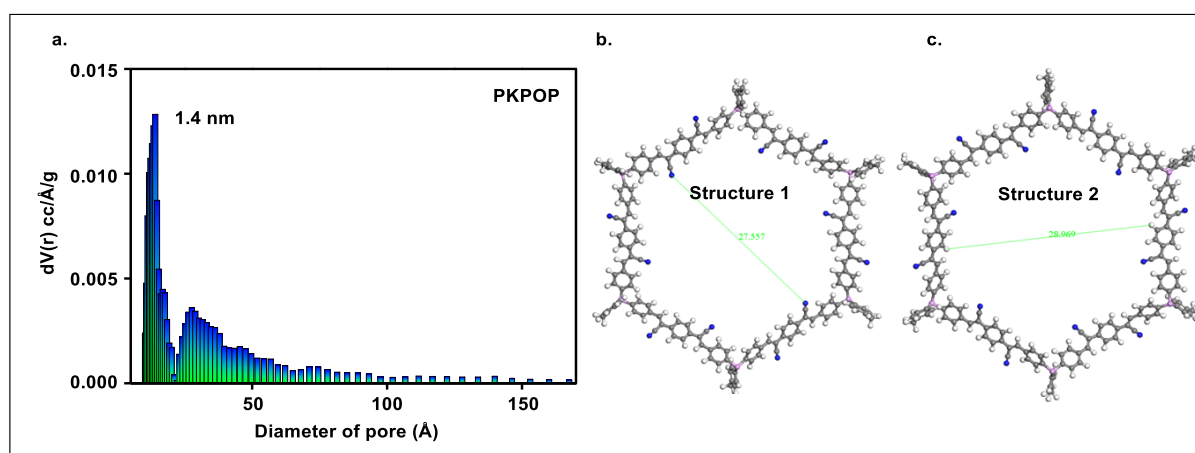 a.
b.
c.
0.015
PKPOP
1.4 nm
0.010
0.005
0.000
dV(r) cc/Å/g
50
100
150
Diameter of pore (Å)
Structure 1
27.557
Structure 2
28.969